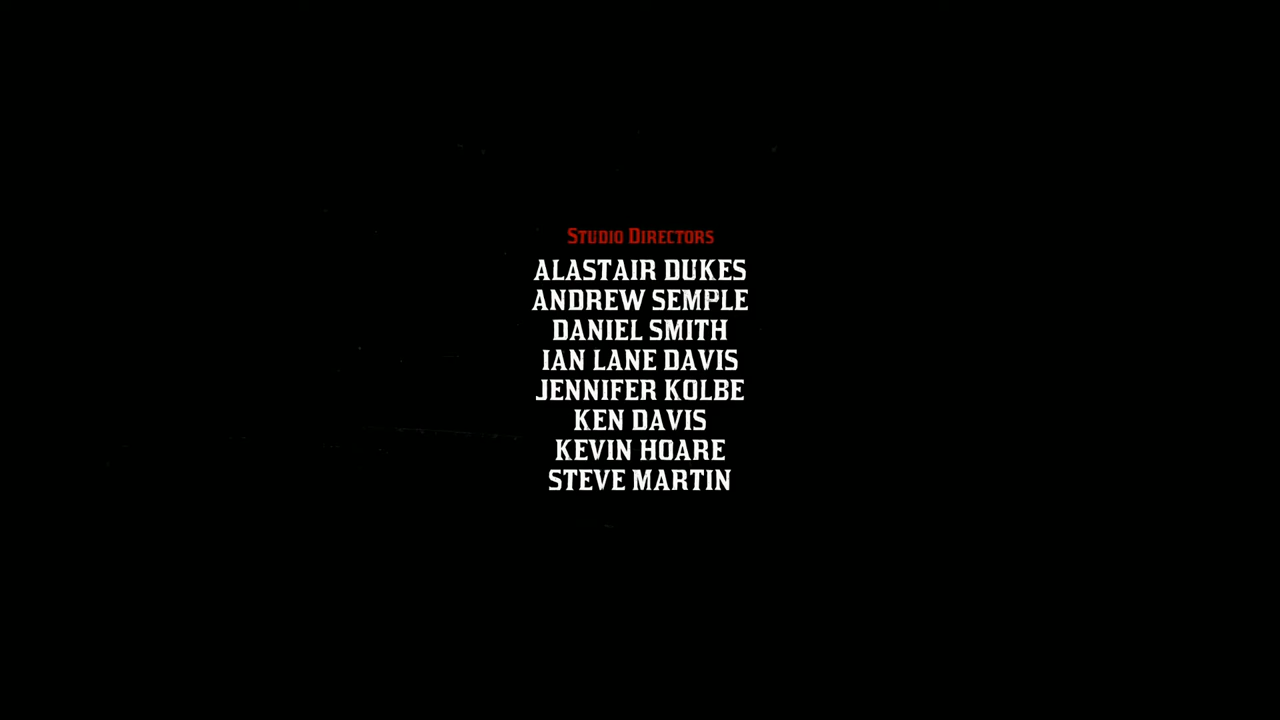 Studio Directors
ALASTAIR DUKES
ANDREW SEMPLE
DANIEL SMITH
IAN LANE DAVIS
JENNIFER KOLBE
KEN DAVIS
KEVIN HOARE
STEVE MARTIN